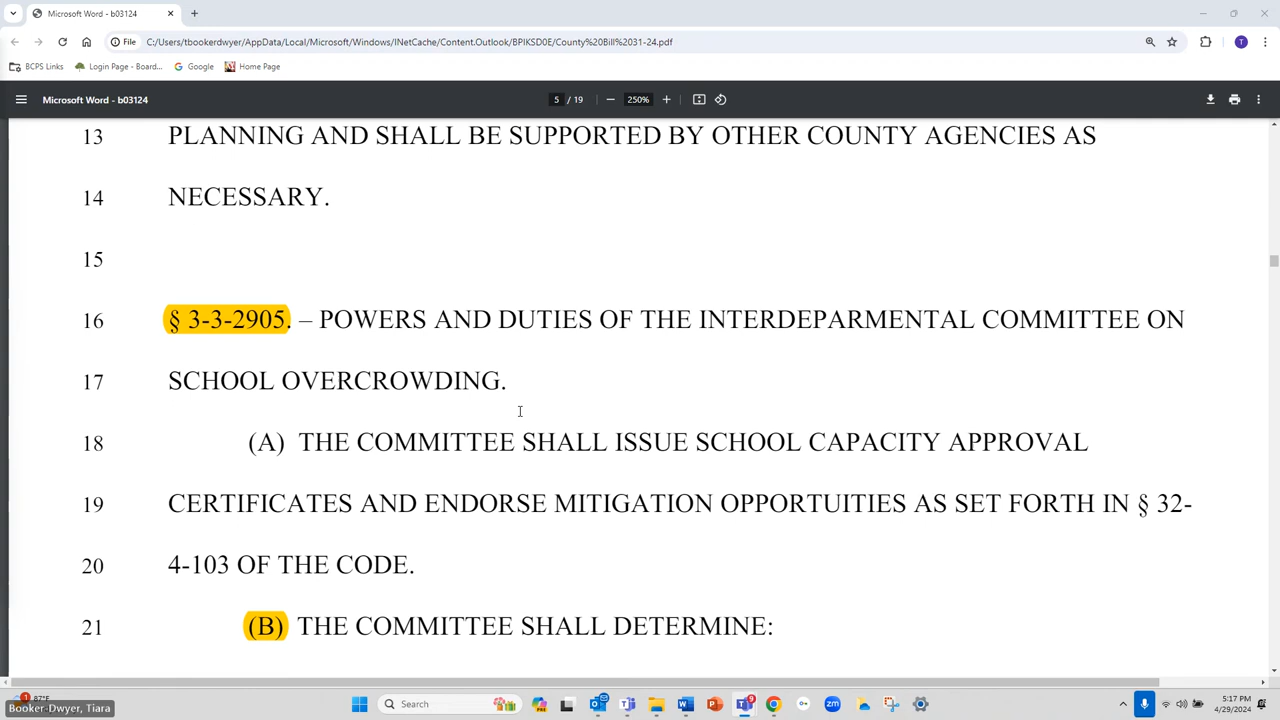 Microsoft Word - b03124
File C:/Users/tbookerdwyer/AppData/Local/Microsoft/Windows/INetCache/Content.Outlook/BPIKSD0E/County%20Bill%2031-24.pdf
T
BCPS Links Login Page - Board... Google Home Page
Microsoft Word - b03124 5 / 19 250%
13 PLANNING AND SHALL BE SUPPORTED BY OTHER COUNTY AGENCIES AS
14 NECESSARY.
15
16 § 3-3-2905. – POWERS AND DUTIES OF THE INTERDEPARMENTAL COMMITTEE ON
17 SCHOOL OVERCROWDING.
18 (A) THE COMMITTEE SHALL ISSUE SCHOOL CAPACITY APPROVAL
19 CERTIFICATES AND ENDORSE MITIGATION OPPORTUITIES AS SET FORTH IN § 32-
20 4-103 OF THE CODE.
21 (B) THE COMMITTEE SHALL DETERMINE:
1 87°F
Booker-Dwyer, Tiara
Search
9
zm
5:17 PM
4/29/2024